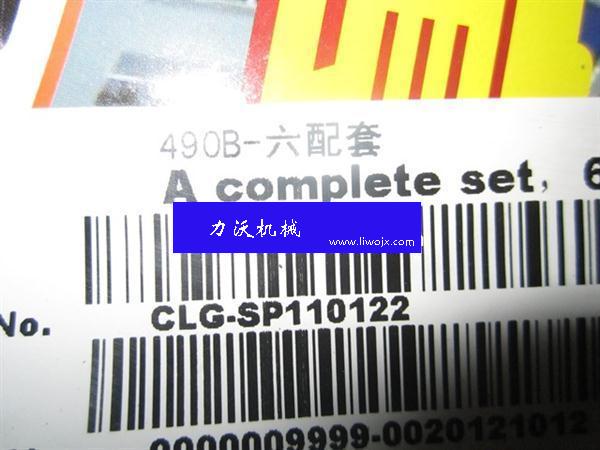 490B-六配套
A complete set, 6
力沃机械
www.liwojx.com
No. CLG-SP110122
0000009999-0020121012